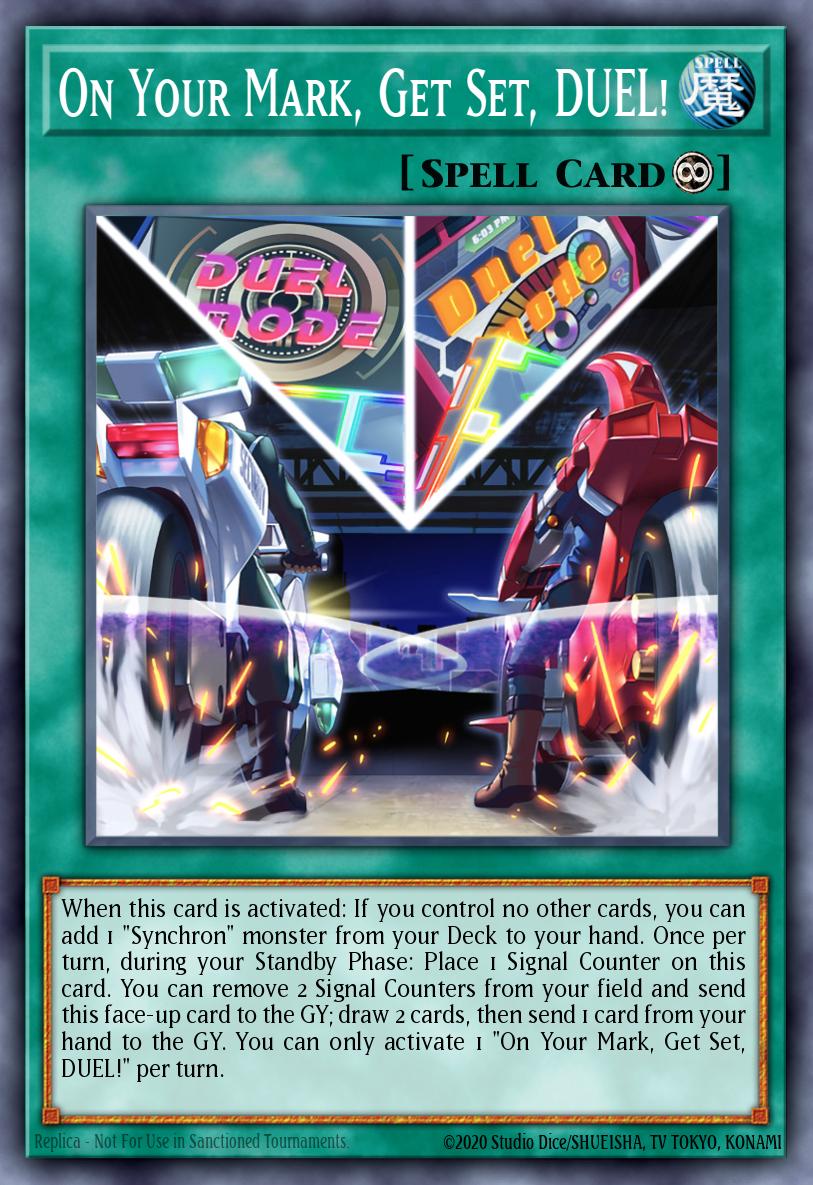 On Your Mark, Get Set, DUEL!
SPELL
魔
[Spell Card]
DUEL
MODE
6:03 PM
Duel
Mode
SECURITY
When this card is activated: If you control no other cards, you can
add 1 "Synchron" monster from your Deck to your hand. Once per
turn, during your Standby Phase: Place 1 Signal Counter on this
card. You can remove 2 Signal Counters from your field and send
this face-up card to the GY; draw 2 cards, then send 1 card from your
hand to the GY. You can only activate 1 "On Your Mark, Get Set,
DUEL!" per turn.
Replica - Not For Use in Sanctioned Tournaments.
©2020 Studio Dice/SHUEISHA, TV TOKYO, KONAMI